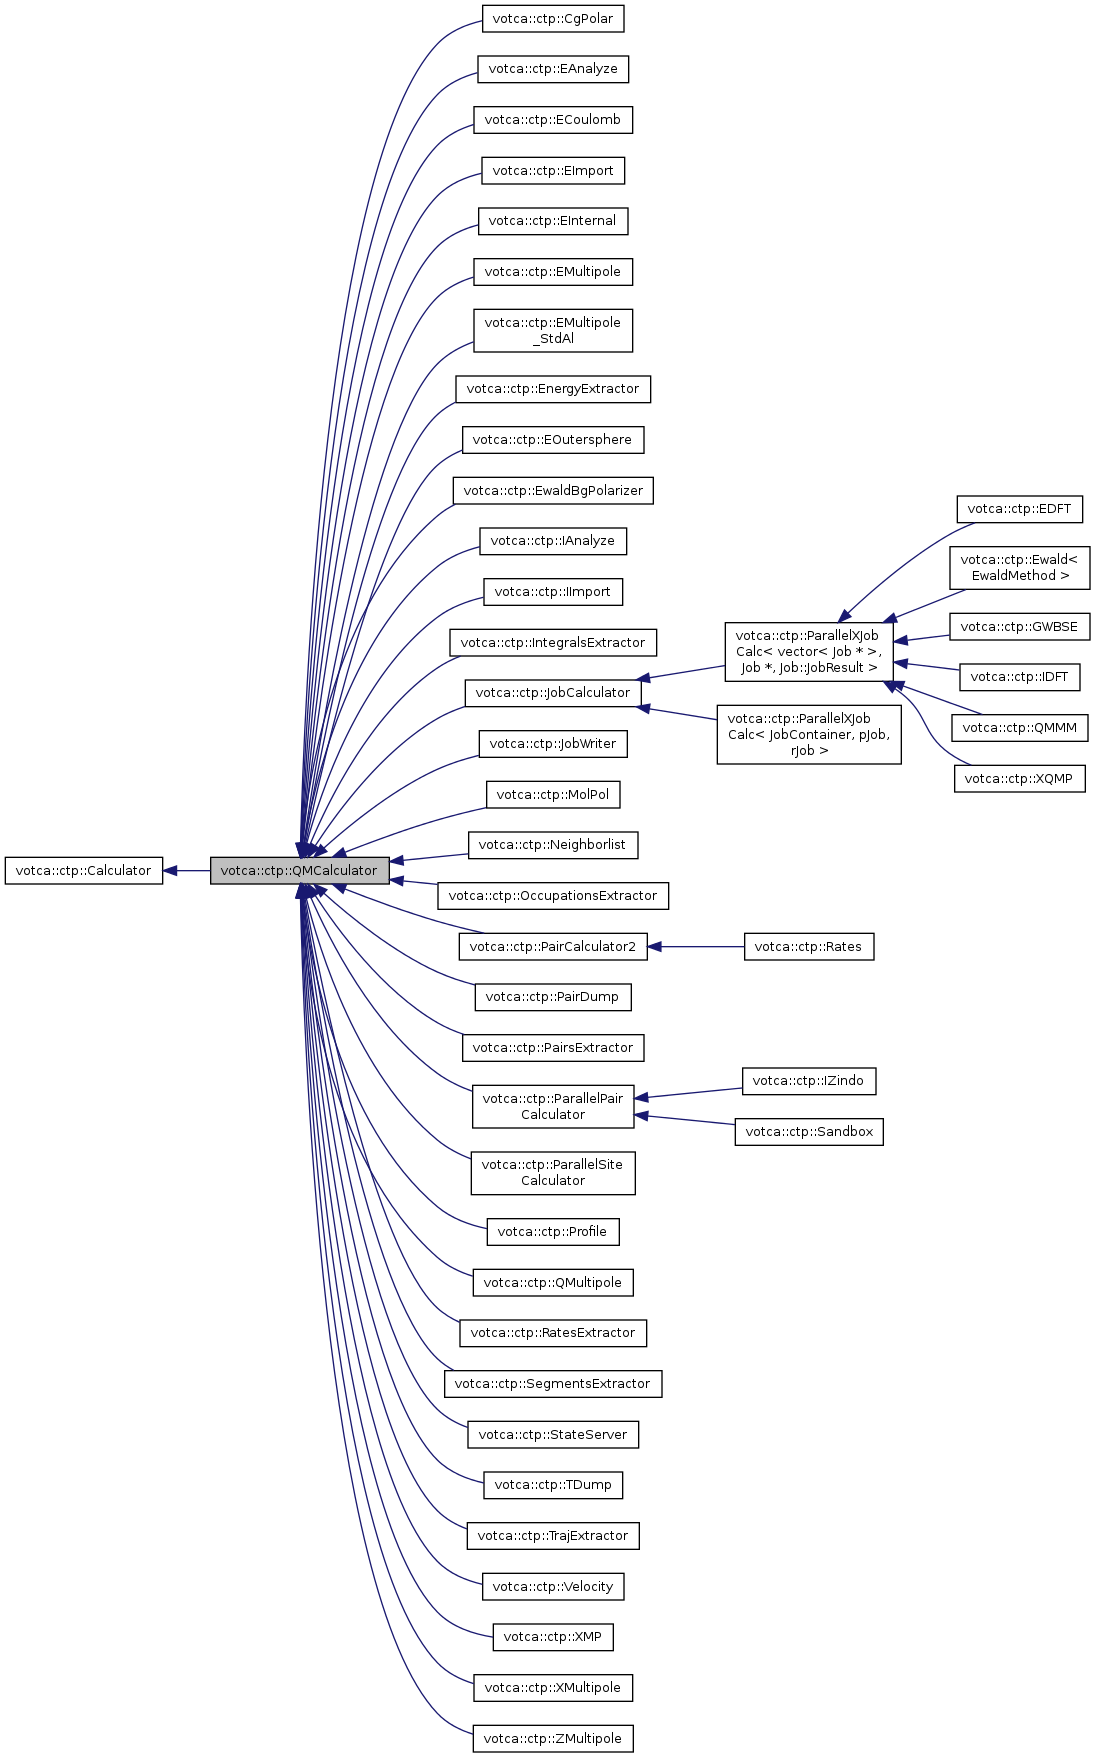 votca::ctp::CgPolar
votca::ctp::EAnalyze
votca::ctp::ECoulomb
votca::ctp::EImport
votca::ctp::EInternal
votca::ctp::EMultipole
votca::ctp::EMultipole
_StdAl
votca::ctp::EnergyExtractor
votca::ctp::EOutersphere
votca::ctp::EwaldBgPolarizer
votca::ctp::IAnalyze
votca::ctp::IImport
votca::ctp::IntegralsExtractor
votca::ctp::JobCalculator
votca::ctp::JobWriter
votca::ctp::MolPol
votca::ctp::Neighborlist
votca::ctp::Calculator
votca::ctp::QMCalculator
votca::ctp::OccupationsExtractor
votca::ctp::PairCalculator2
votca::ctp::PairDump
votca::ctp::PairsExtractor
votca::ctp::ParallelPair
Calculator
votca::ctp::ParallelSite
Calculator
votca::ctp::Profile
votca::ctp::QMultipole
votca::ctp::RatesExtractor
votca::ctp::SegmentsExtractor
votca::ctp::StateServer
votca::ctp::TDump
votca::ctp::TrajExtractor
votca::ctp::Velocity
votca::ctp::XMP
votca::ctp::XMultipole
votca::ctp::ZMultipole
votca::ctp::ParallelXJob
Calc< vector< Job * >,
Job *, Job::JobResult >
votca::ctp::ParallelXJob
Calc< JobContainer, pJob,
rJob >
votca::ctp::Rates
votca::ctp::IZindo
votca::ctp::Sandbox
votca::ctp::EDFT
votca::ctp::Ewald<
EwaldMethod >
votca::ctp::GWBSE
votca::ctp::IDFT
votca::ctp::QMMM
votca::ctp::XQMP